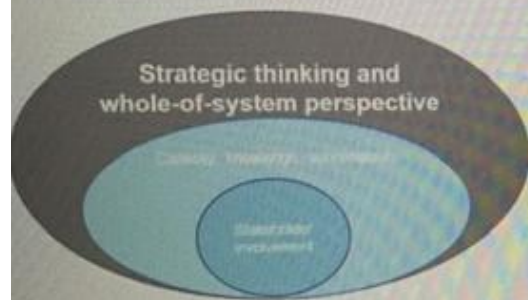 Strategic thinking and
whole-of-system perspective
Stakeholder
involvement